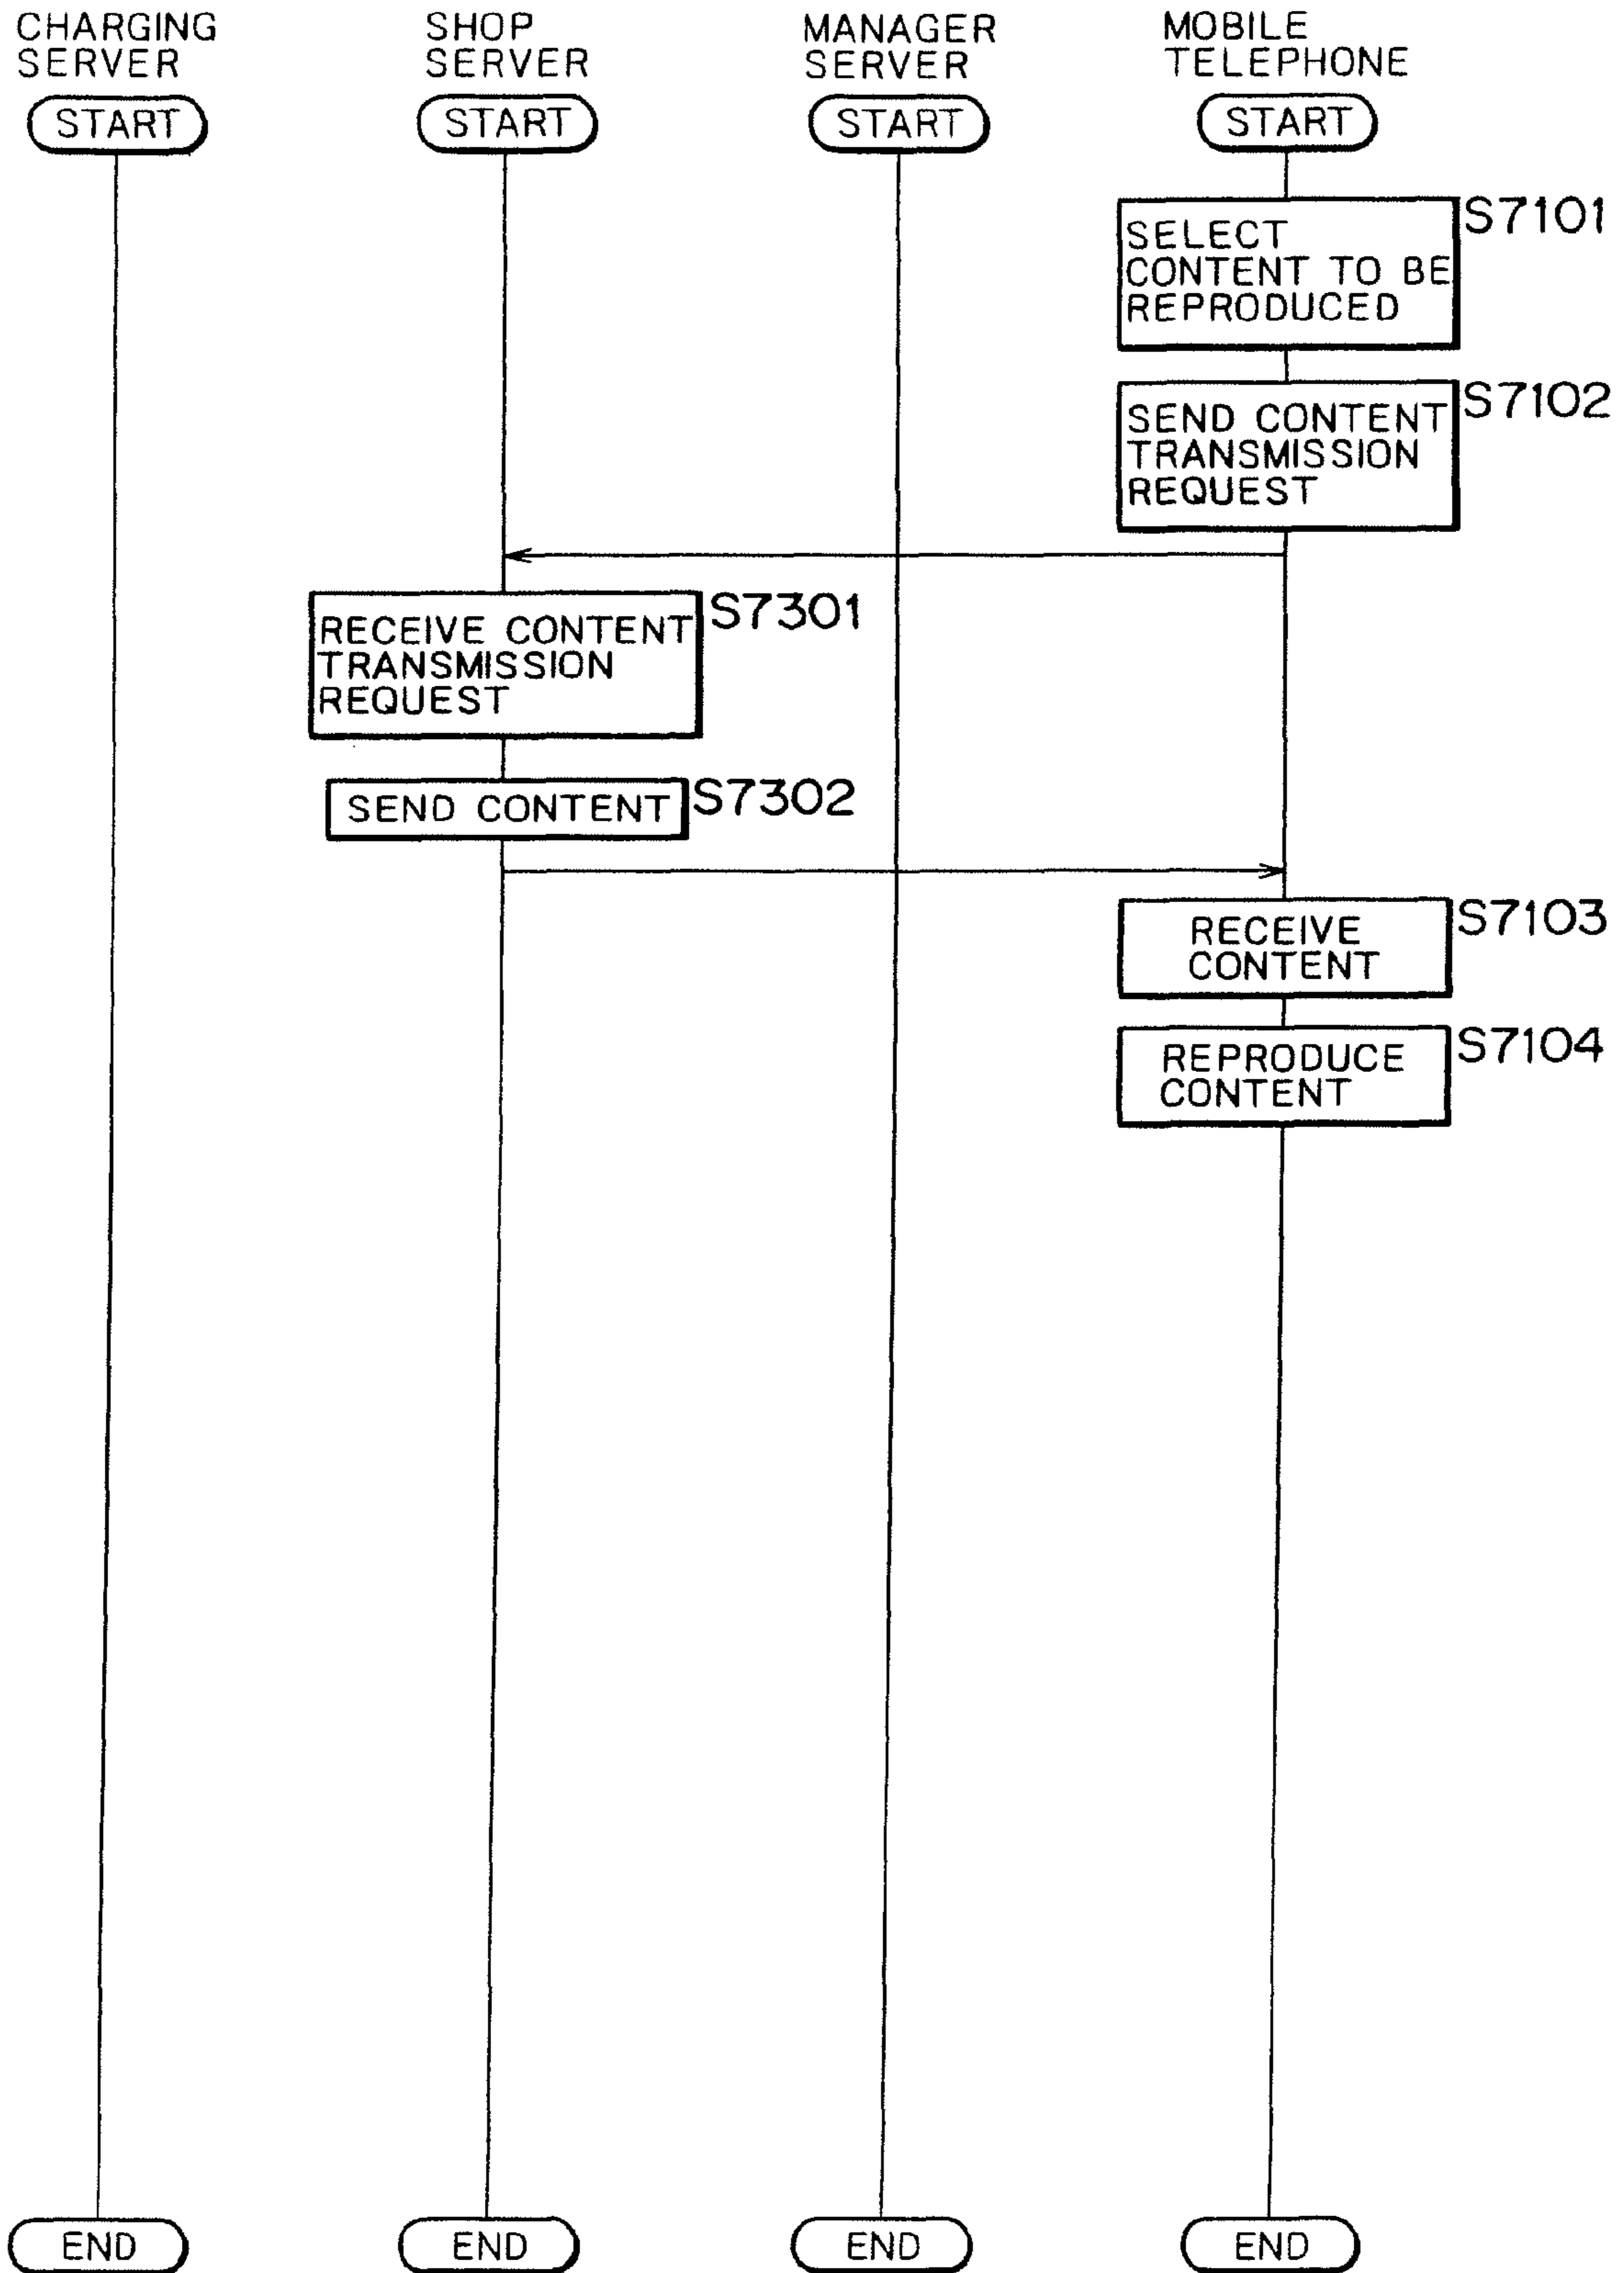 CHARGING
SERVER
SHOP
SERVER
MANAGER
SERVER
MOBILE
TELEPHONE
START
START
START
START
S7101
SELECT
CONTENT TO BE
REPRODUCED
S7102
SEND CONTENT
TRANSMISSION
REQUEST
S7301
RECEIVE CONTENT
TRANSMISSION
REQUEST
SEND CONTENT
S7302
S7103
RECEIVE
CONTENT
S7104
REPRODUCE
CONTENT
END
END
END
END